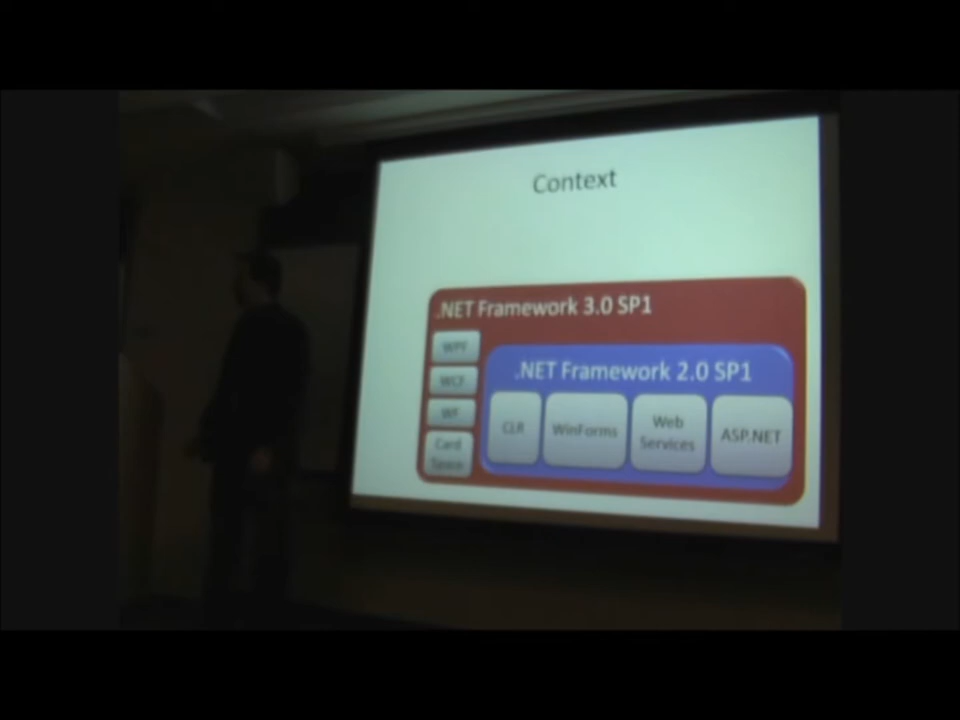 Context
.NET Framework 3.0 SP1
WPF
WCF
WF
Card
Space
.NET Framework 2.0 SP1
CLR
WinForms
Web
Services
ASP.NET